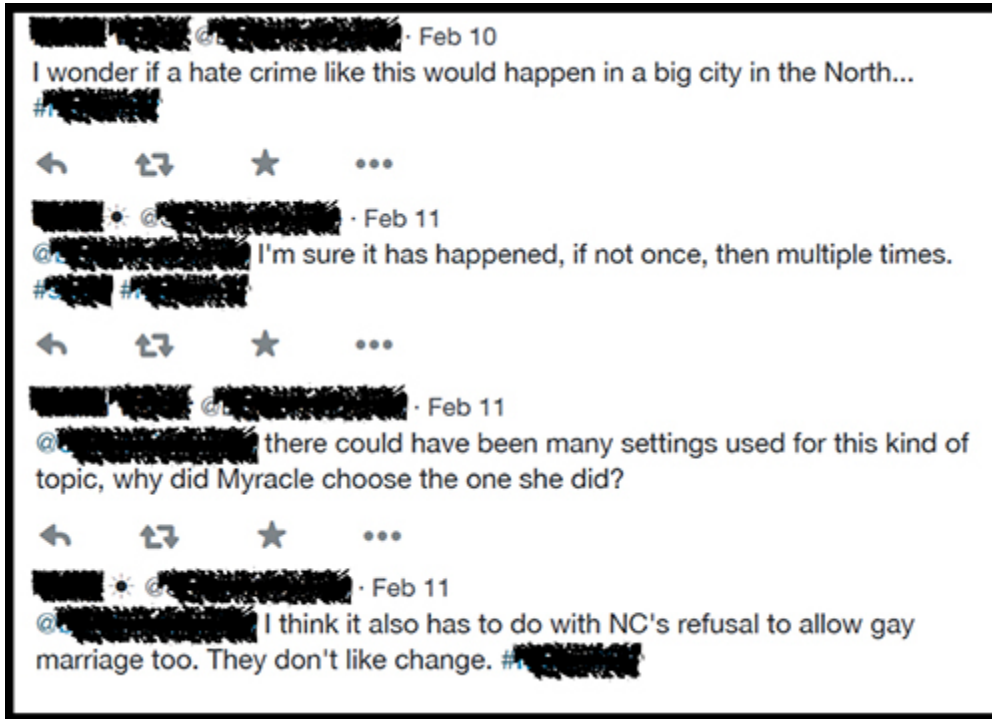 @ · Feb 10
I wonder if a hate crime like this would happen in a big city in the North...
#
@ · Feb 11
@ I'm sure it has happened, if not once, then multiple times.
# #
@ · Feb 11
@ there could have been many settings used for this kind of
topic, why did Myracle choose the one she did?
@ · Feb 11
@ I think it also has to do with NC's refusal to allow gay
marriage too. They don't like change. #